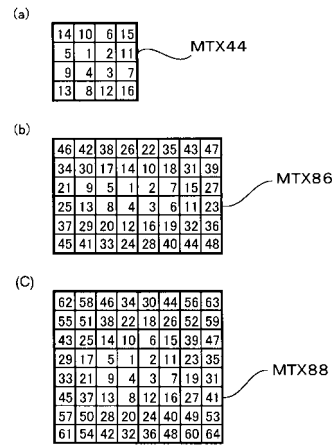 (a)
14 10 6 15
5 1 2 11
9 4 3 7
13 8 12 16
MTX44
(b)
46 42 38 26 22 35 43 47
34 30 17 14 10 18 31 39
21 9 5 1 2 7 15 27
25 13 8 4 3 6 11 23
37 29 20 12 16 19 32 36
45 41 33 24 28 40 44 48
MTX86
(C)
62 58 46 34 30 44 56 63
55 51 38 22 18 26 52 59
43 25 14 10 6 15 39 47
29 17 5 1 2 11 23 35
33 21 9 4 3 7 19 31
45 37 13 8 12 16 27 41
57 50 28 20 24 40 49 53
61 54 42 32 36 48 60 64
MTX88